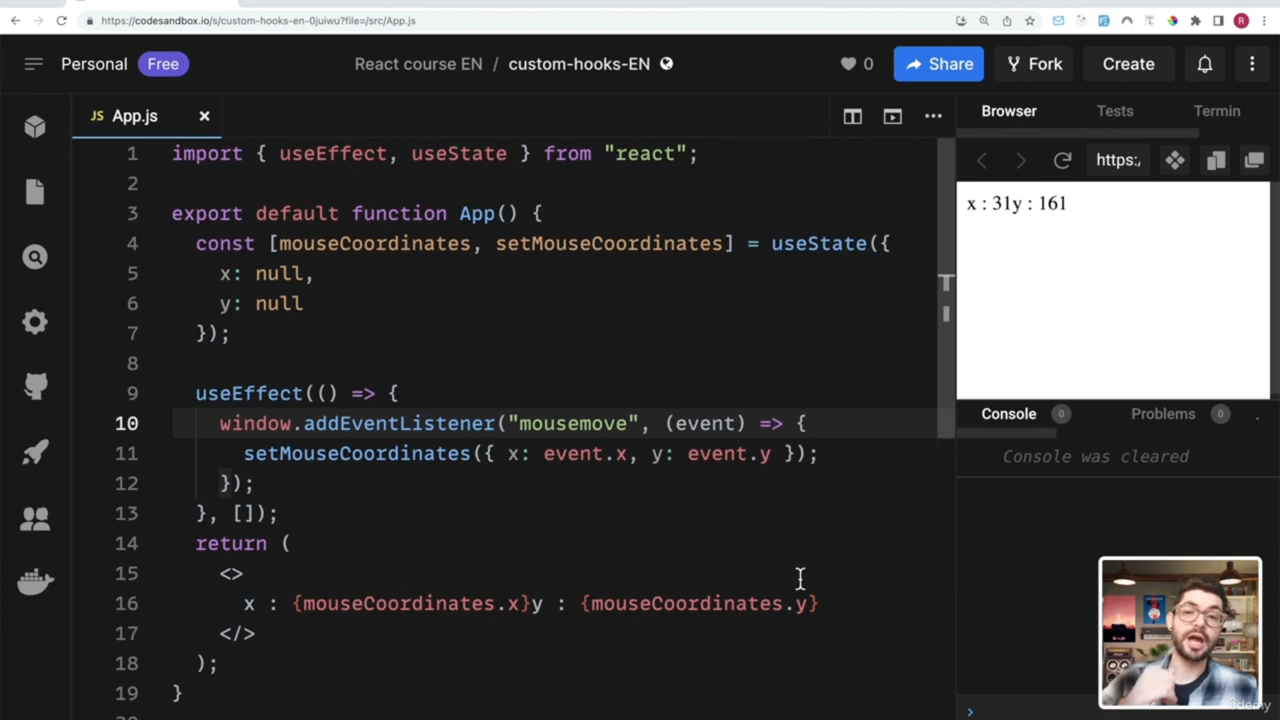 https://codesandbox.io/s/custom-hooks-en-0juiwu?file=/src/App.js
R
Personal Free React course EN / custom-hooks-EN 0 Share Fork Create
JS App.js
Browser Tests Termin
https:/
x : 31y : 161
1 import { useEffect, useState } from "react";
2
3 export default function App() {
4 const [mouseCoordinates, setMouseCoordinates] = useState({
5 x: null,
6 y: null
7 });
8
9 useEffect(() => {
10 window.addEventListener("mousemove", (event) => {
11 setMouseCoordinates({ x: event.x, y: event.y });
12 });
13 }, []);
14 return (
15 <>
16 x : {mouseCoordinates.x}y : {mouseCoordinates.y}
17 </>
18 );
19 }
Console 0 Problems 0
Console was cleared
›